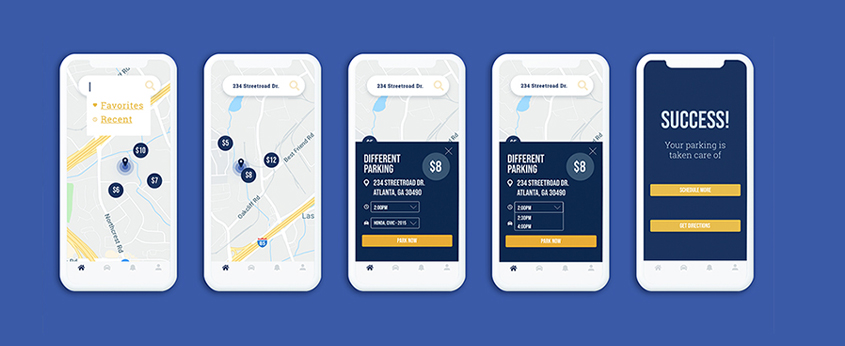 Favorites
Recent
$10
$7
$6
Northcrest Rd
234 Streetroad Dr.
$5
$12
$8
Best Friend Rd
Oakcliff Rd
Las
85
234 Streetroad Dr.
DIFFERENT
PARKING
$8
234 STREETROAD DR.
ATLANTA, GA 30490
2:00PM
HONDA, CIVIC - 2015
PARK NOW
234 Streetroad Dr.
DIFFERENT
PARKING
$8
234 STREETROAD DR.
ATLANTA, GA 30490
2:00PM
2:30PM
4:00PM
PARK NOW
SUCCESS!
Your parking is
taken care of
SCHEDULE MORE
GET DIRECTIONS